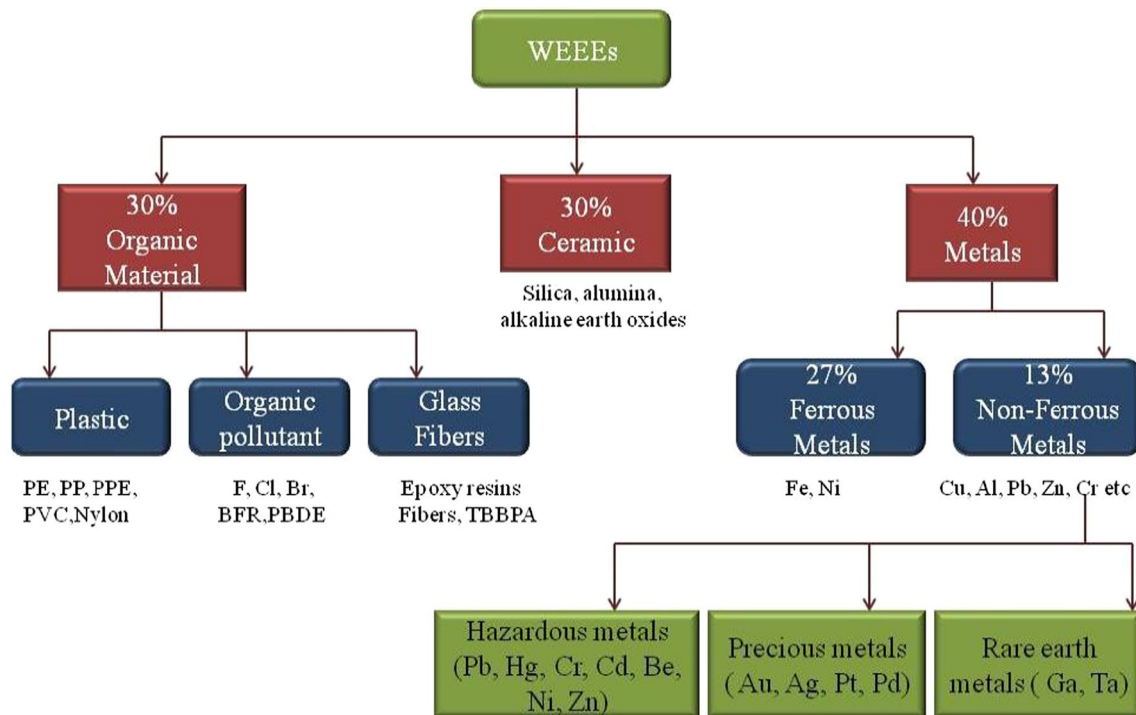 WEEEs
30%
Organic
Material
30%
Ceramic
40%
Metals
Silica, alumina,
alkaline earth oxides
Plastic
Organic
pollutant
Glass
Fibers
27%
Ferrous
Metals
13%
Non-Ferrous
Metals
PE, PP, PPE,
PVC,Nylon
F, Cl, Br,
BFR,PBDE
Epoxy resins
Fibers, TBBPA
Fe, Ni
Cu, Al, Pb, Zn, Cr etc
Hazardous metals
(Pb, Hg, Cr, Cd, Be,
Ni, Zn)
Precious metals
( Au, Ag, Pt, Pd)
Rare earth
metals ( Ga, Ta)